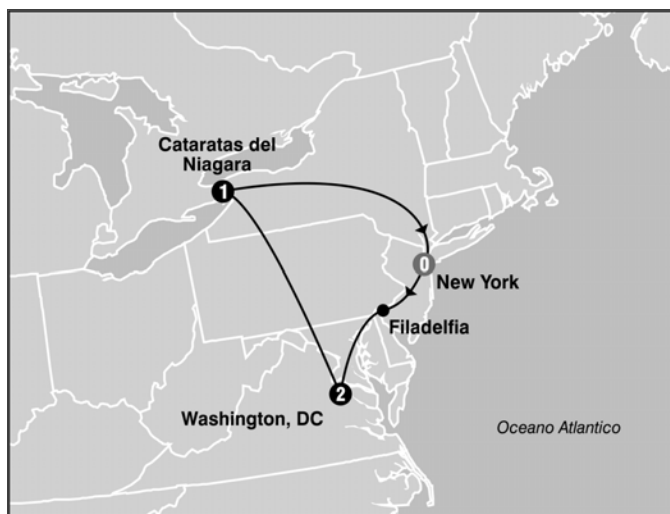 Cataratas del
Niagara
1
0
New York
Filadelfia
2
Washington, DC
Oceano Atlantico